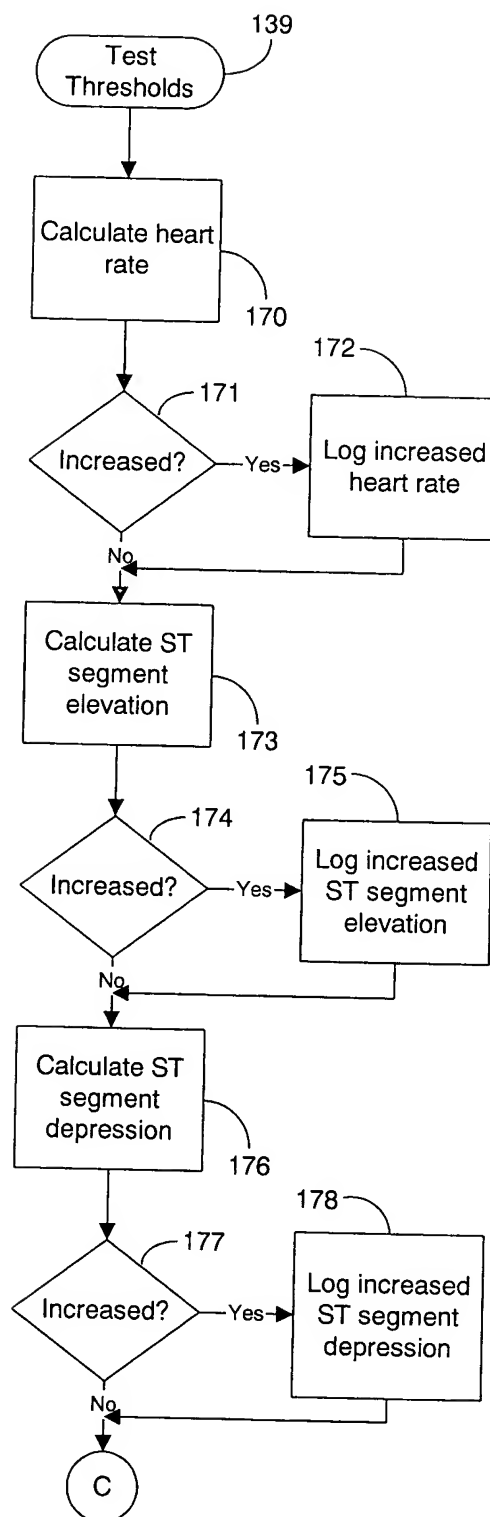 139
Test
Thresholds
Calculate heart
rate
170
172
171
Increased?
Yes
Log increased
heart rate
No
Calculate ST
segment
elevation
173
175
174
Increased?
Yes
Log increased
ST segment
elevation
No
Calculate ST
segment
depression
176
178
177
Increased?
Yes
Log increased
ST segment
depression
No
C